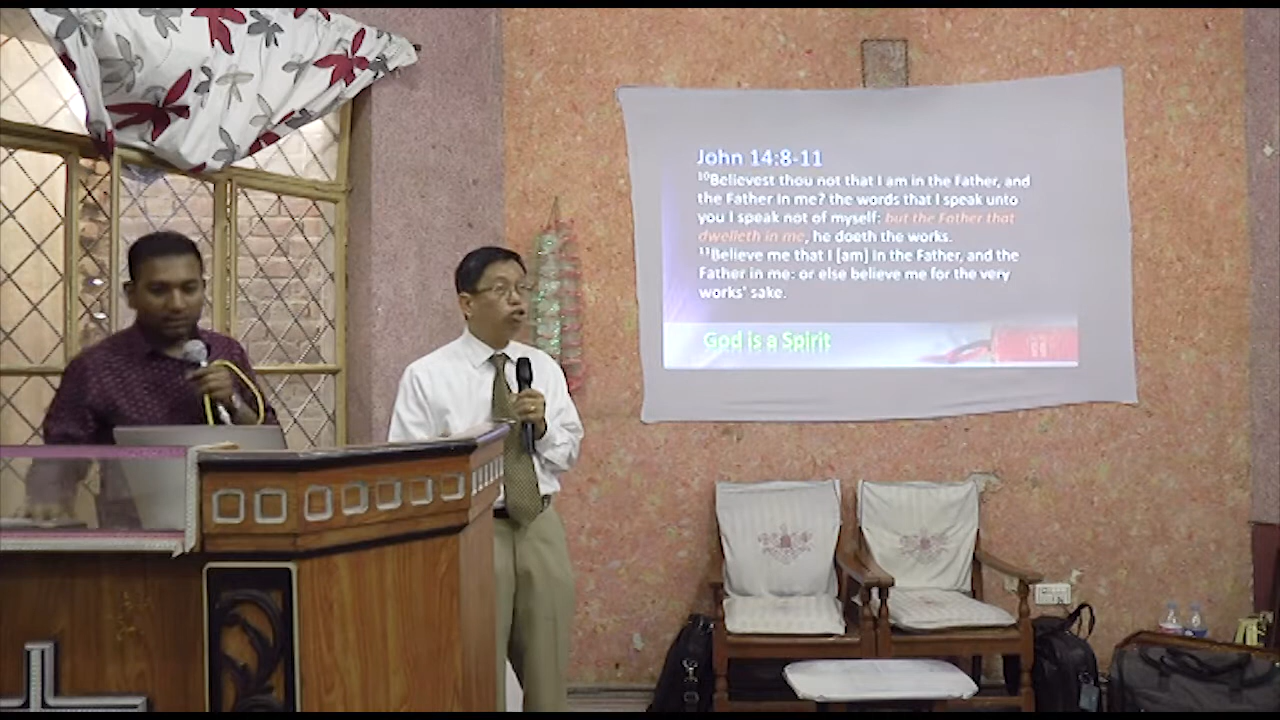 John 14:8-11
¹⁰Believest thou not that I am in the Father, and
the Father in me? the words that I speak unto
you I speak not of myself: but the Father that
dwelleth in me, he doeth the works.
¹¹Believe me that I [am] in the Father, and the
Father in me: or else believe me for the very
works' sake.
God is a Spirit